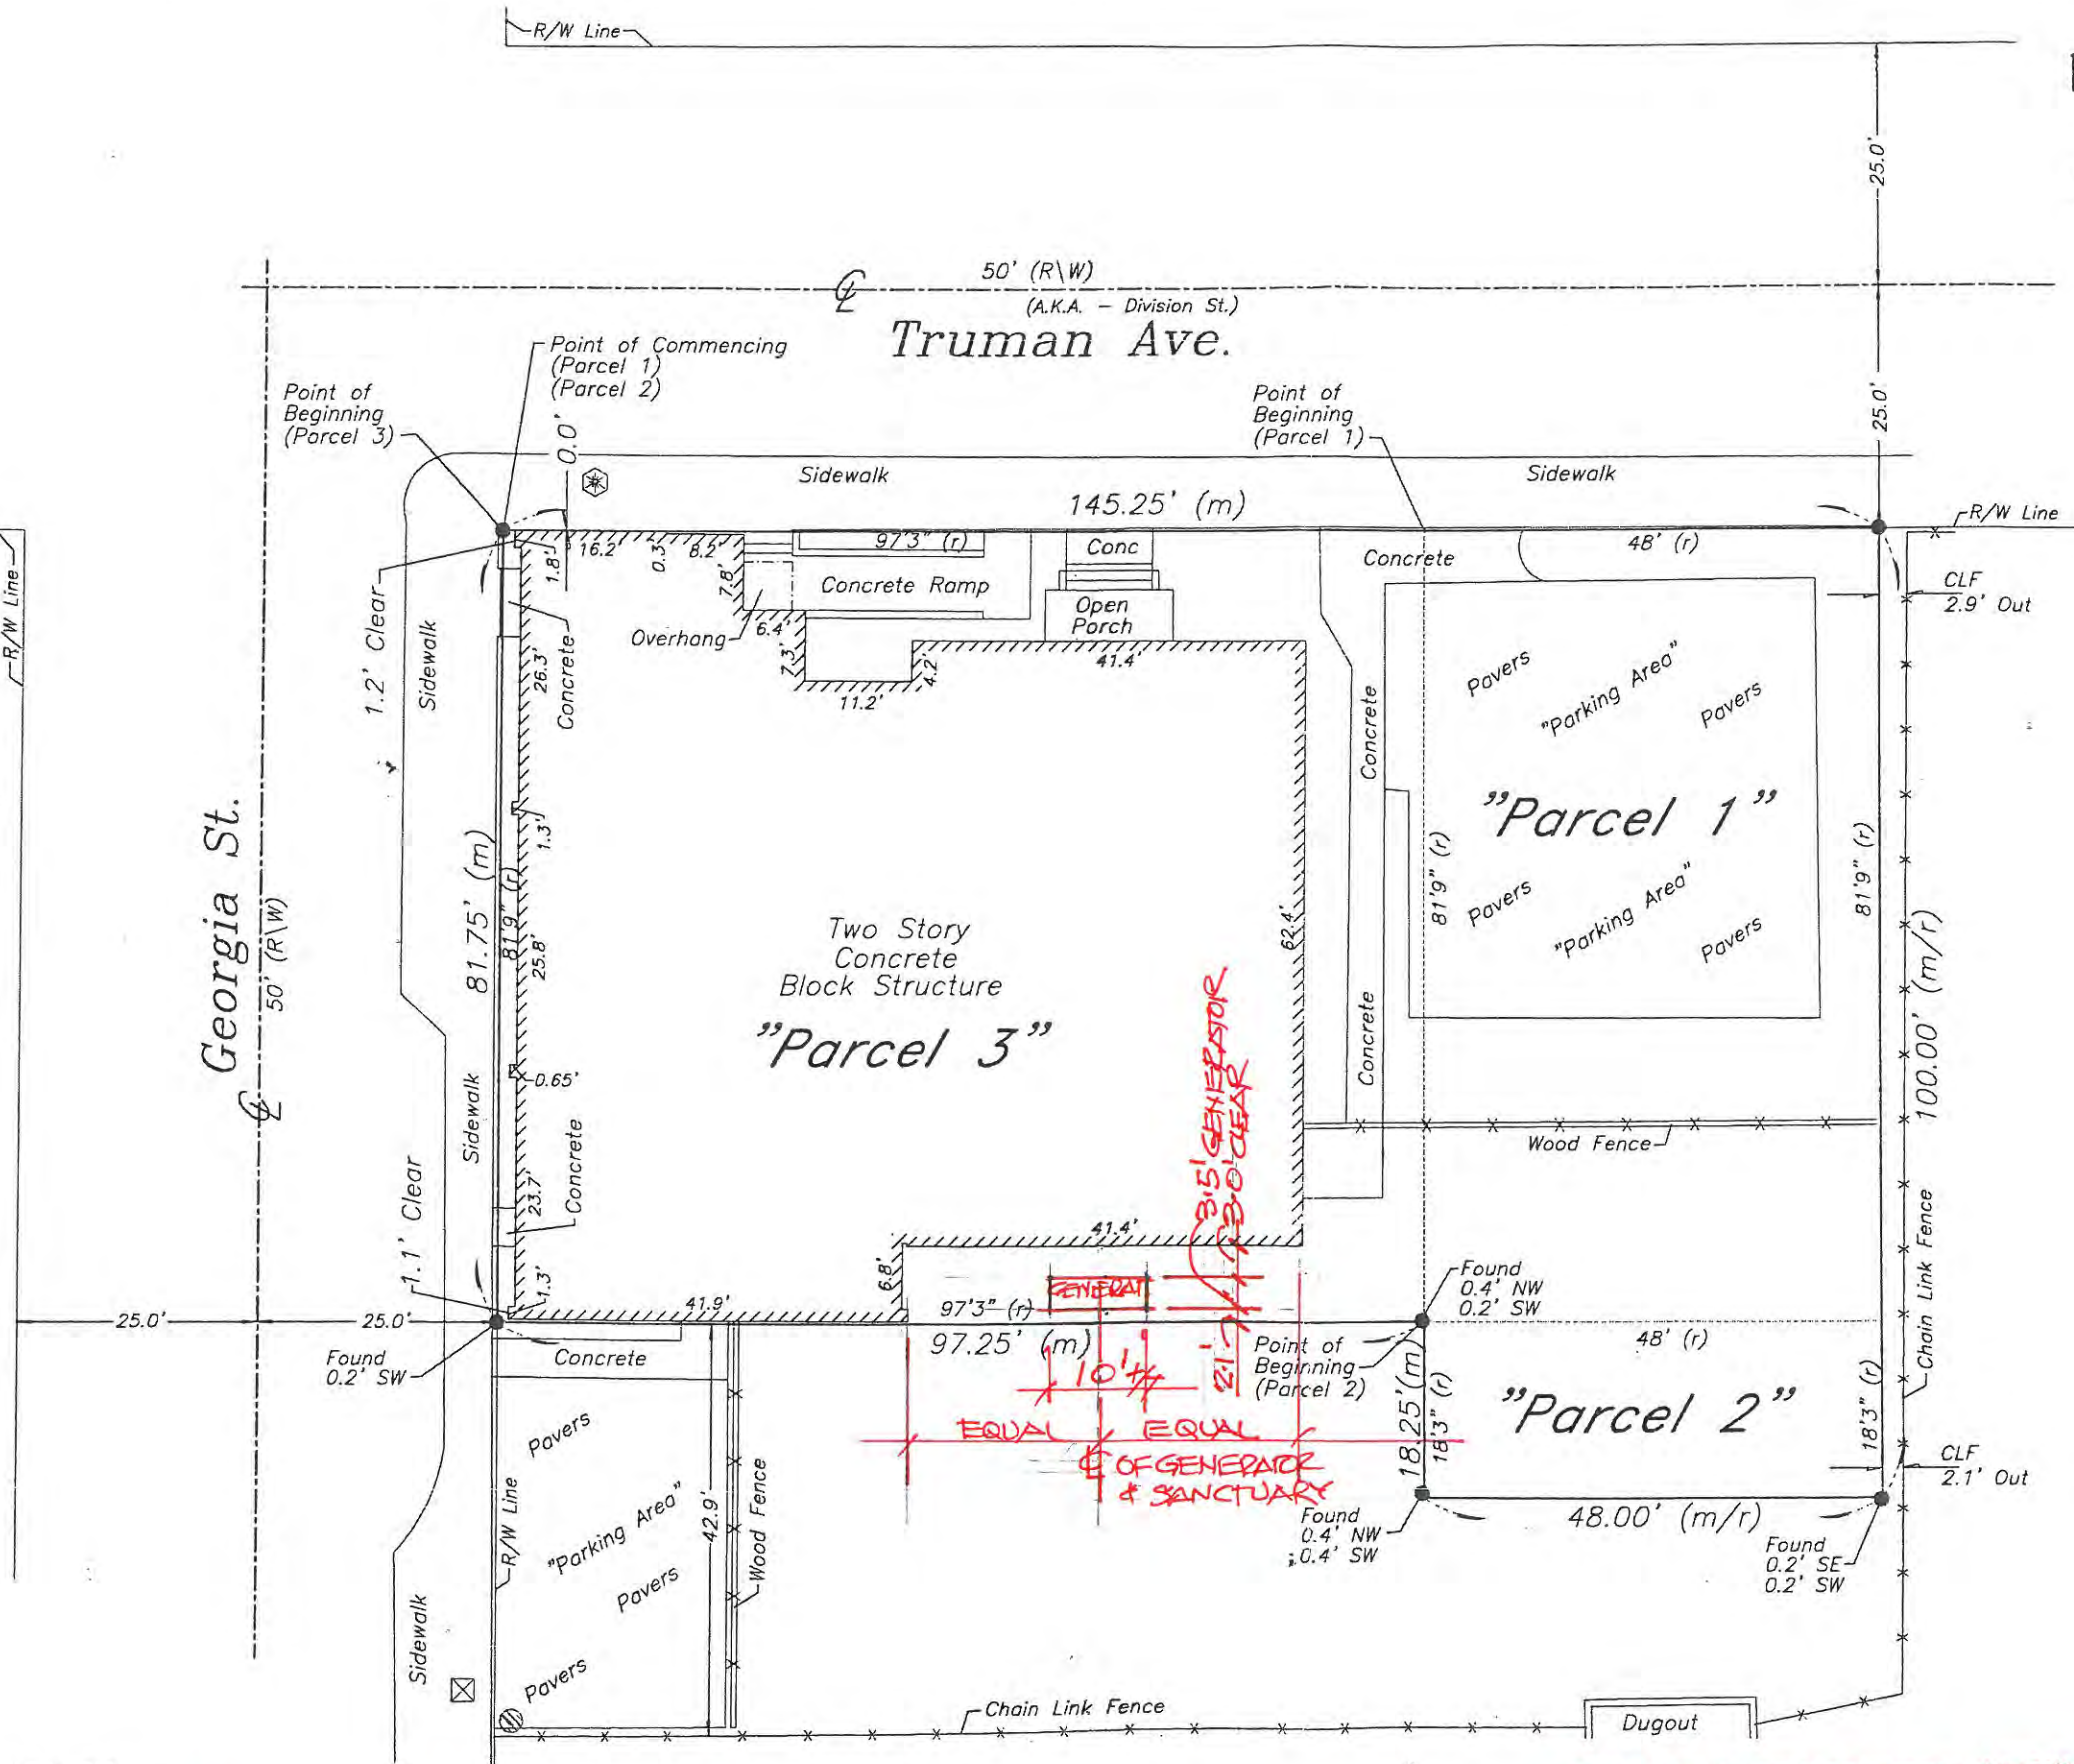 R/W Line
25.0'
50' (R\W)
(A.K.A. - Division St.)
Truman Ave.
Point of Commencing
(Parcel 1)
(Parcel 2)
Point of
Beginning
(Parcel 3)
0.0'
Point of
Beginning
(Parcel 1)
25.0'
Sidewalk
Sidewalk
145.25' (m)
R/W Line
16.2'
0.3'
8.2'
97'3" (r)
Conc
48' (r)
Concrete
1.8'
7.8'
Concrete Ramp
CLF
2.9' Out
Open
Porch
R/W Line
1.2' Clear
Sidewalk
Overhang
6.4'
7.3'
4.2'
41.4'
11.2'
26.3'
Concrete
Pavers
"Parking Area"
Pavers
Concrete
"Parcel 1"
1.3'
Georgia St.
50' (R\W)
81.75' (m)
81'9" (r)
25.8'
81'9" (r)
81'9" (r)
Pavers
"Parking Area"
Pavers
Two Story
Concrete
Block Structure
"Parcel 3"
62.4'
100.00' (m/r)
3.5' GENERATOR
3.0' CLEAR
Concrete
0.65'
Sidewalk
Concrete
Wood Fence
1.1' Clear
23.7'
41.4'
Chain Link Fence
6.8'
1.3'
GENERAT
Found
0.4' NW
0.2' SW
41.9'
97'3" (r)
25.0'
25.0'
97.25' (m)
48' (r)
Found
0.2' SW
Concrete
10'±
2.1'
Point of
Beginning
(Parcel 2)
18.25' (m)
18'3" (r)
"Parcel 2"
18'3" (r)
EQUAL
EQUAL
℄ OF GENERATOR
& SANCTUARY
CLF
2.1' Out
Pavers
R/W Line
"Parking Area"
42.9'
Wood Fence
Found
0.4' NW
0.4' SW
48.00' (m/r)
Found
0.2' SE
0.2' SW
Pavers
Sidewalk
Pavers
Chain Link Fence
Dugout